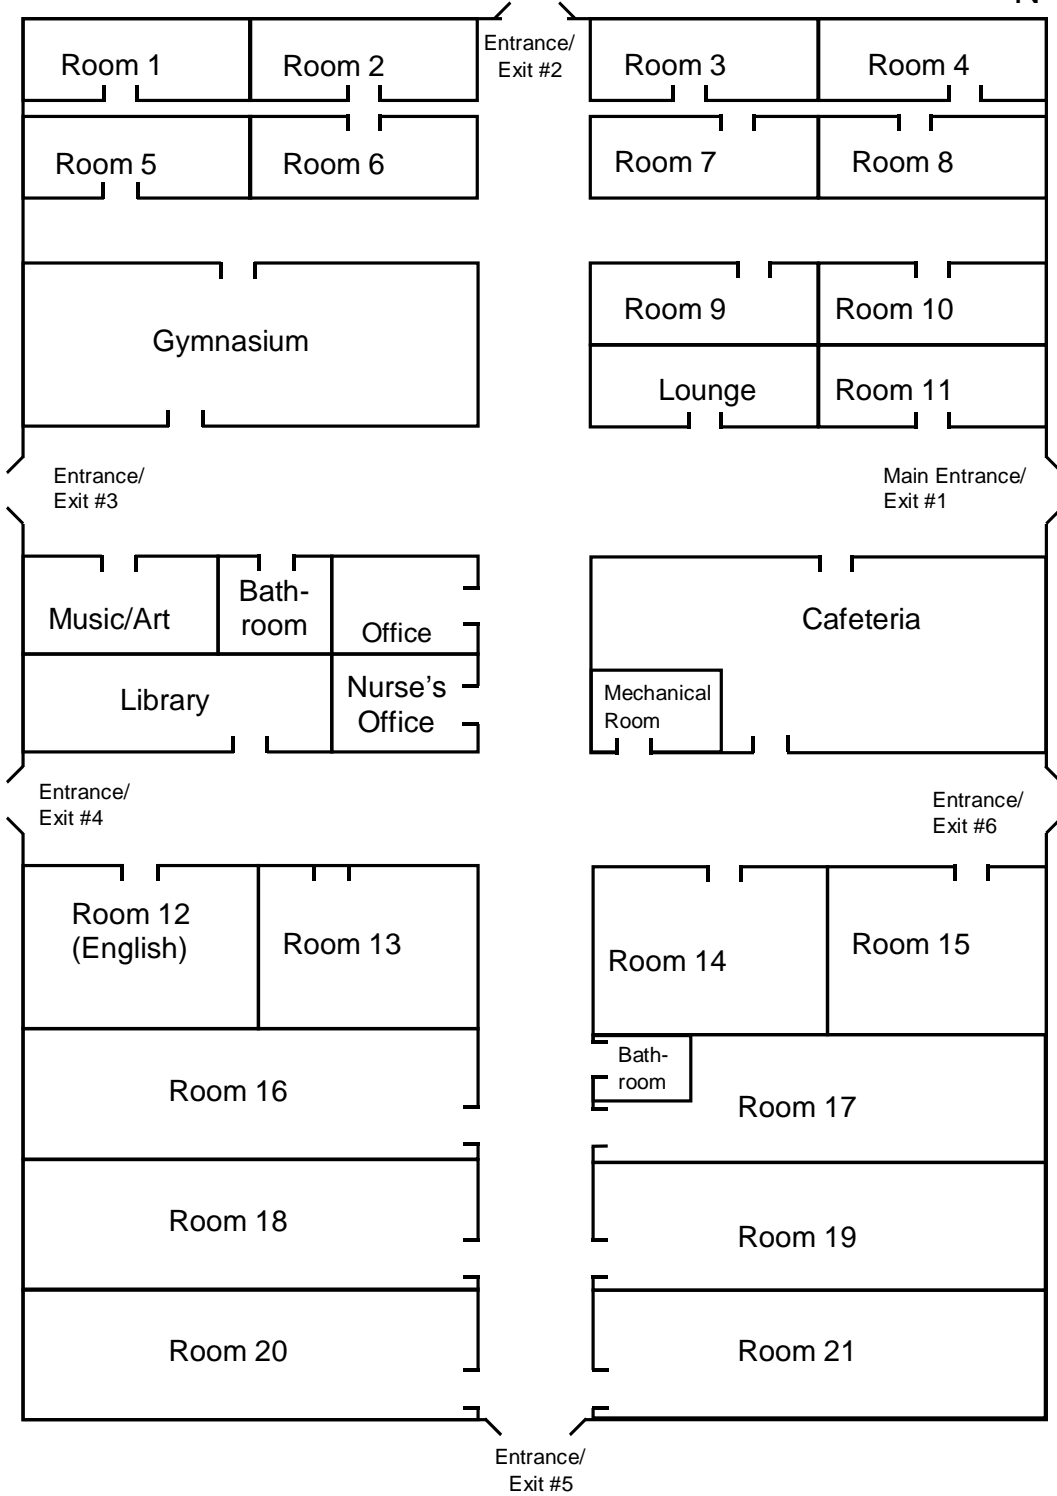 N
Entrance/
Exit #2
Room 1
Room 2
Room 3
Room 4
Room 5
Room 6
Room 7
Room 8
Gymnasium
Room 9
Room 10
Lounge
Room 11
Entrance/
Exit #3
Main Entrance/
Exit #1
Music/Art
Bath-
room
Office
Cafeteria
Library
Nurse’s
Office
Mechanical
Room
Entrance/
Exit #4
Entrance/
Exit #6
Room 12
(English)
Room 13
Room 14
Room 15
Room 16
Bath-
room
Room 17
Room 18
Room 19
Room 20
Room 21
Entrance/
Exit #5